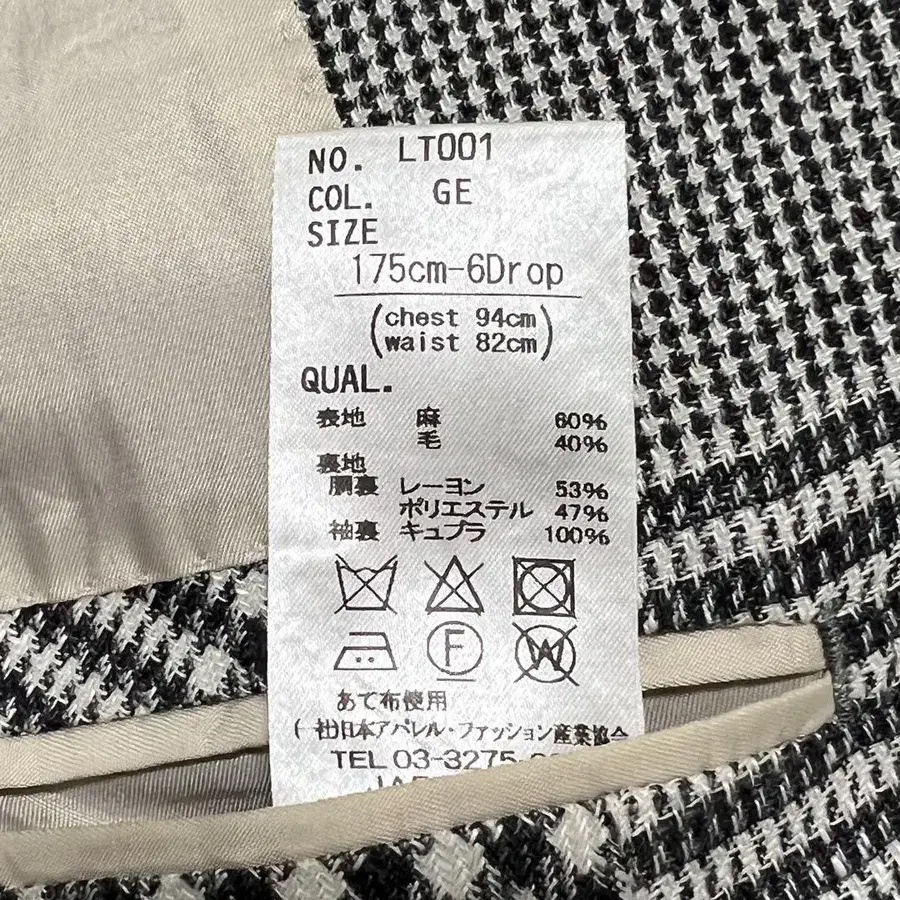 NO. LT001
COL. GE
SIZE
175cm-6Drop
(chest 94cm
waist 82cm)
QUAL.
表地 麻 60%
毛 40%
裏地
胴裏 レーヨン 53%
ポリエステル 47%
袖裏 キュプラ 100%
F
W
あて布使用
(一社)日本アパレル・ファッション産業協会
TEL 03-3275-